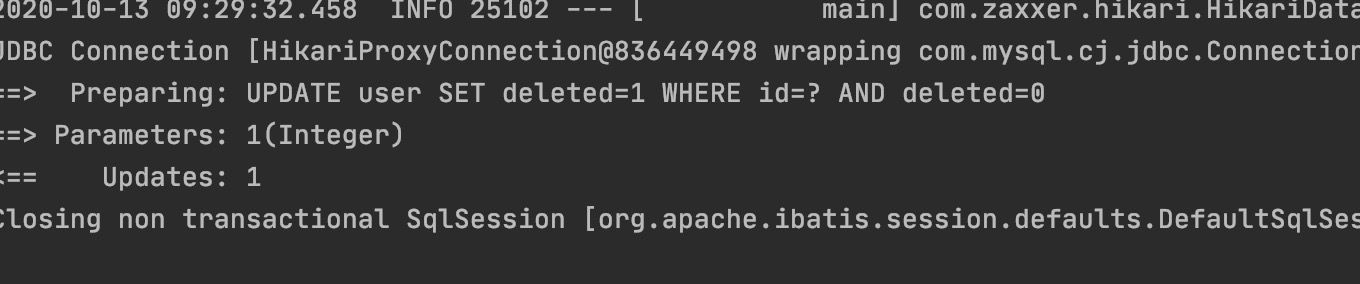 2020-10-13 09:29:32.458  INFO 25102 --- [           main] com.zaxxer.hikari.HikariData
JDBC Connection [HikariProxyConnection@836449498 wrapping com.mysql.cj.jdbc.Connection
==>  Preparing: UPDATE user SET deleted=1 WHERE id=? AND deleted=0
==> Parameters: 1(Integer)
<==    Updates: 1
Closing non transactional SqlSession [org.apache.ibatis.session.defaults.DefaultSqlSes